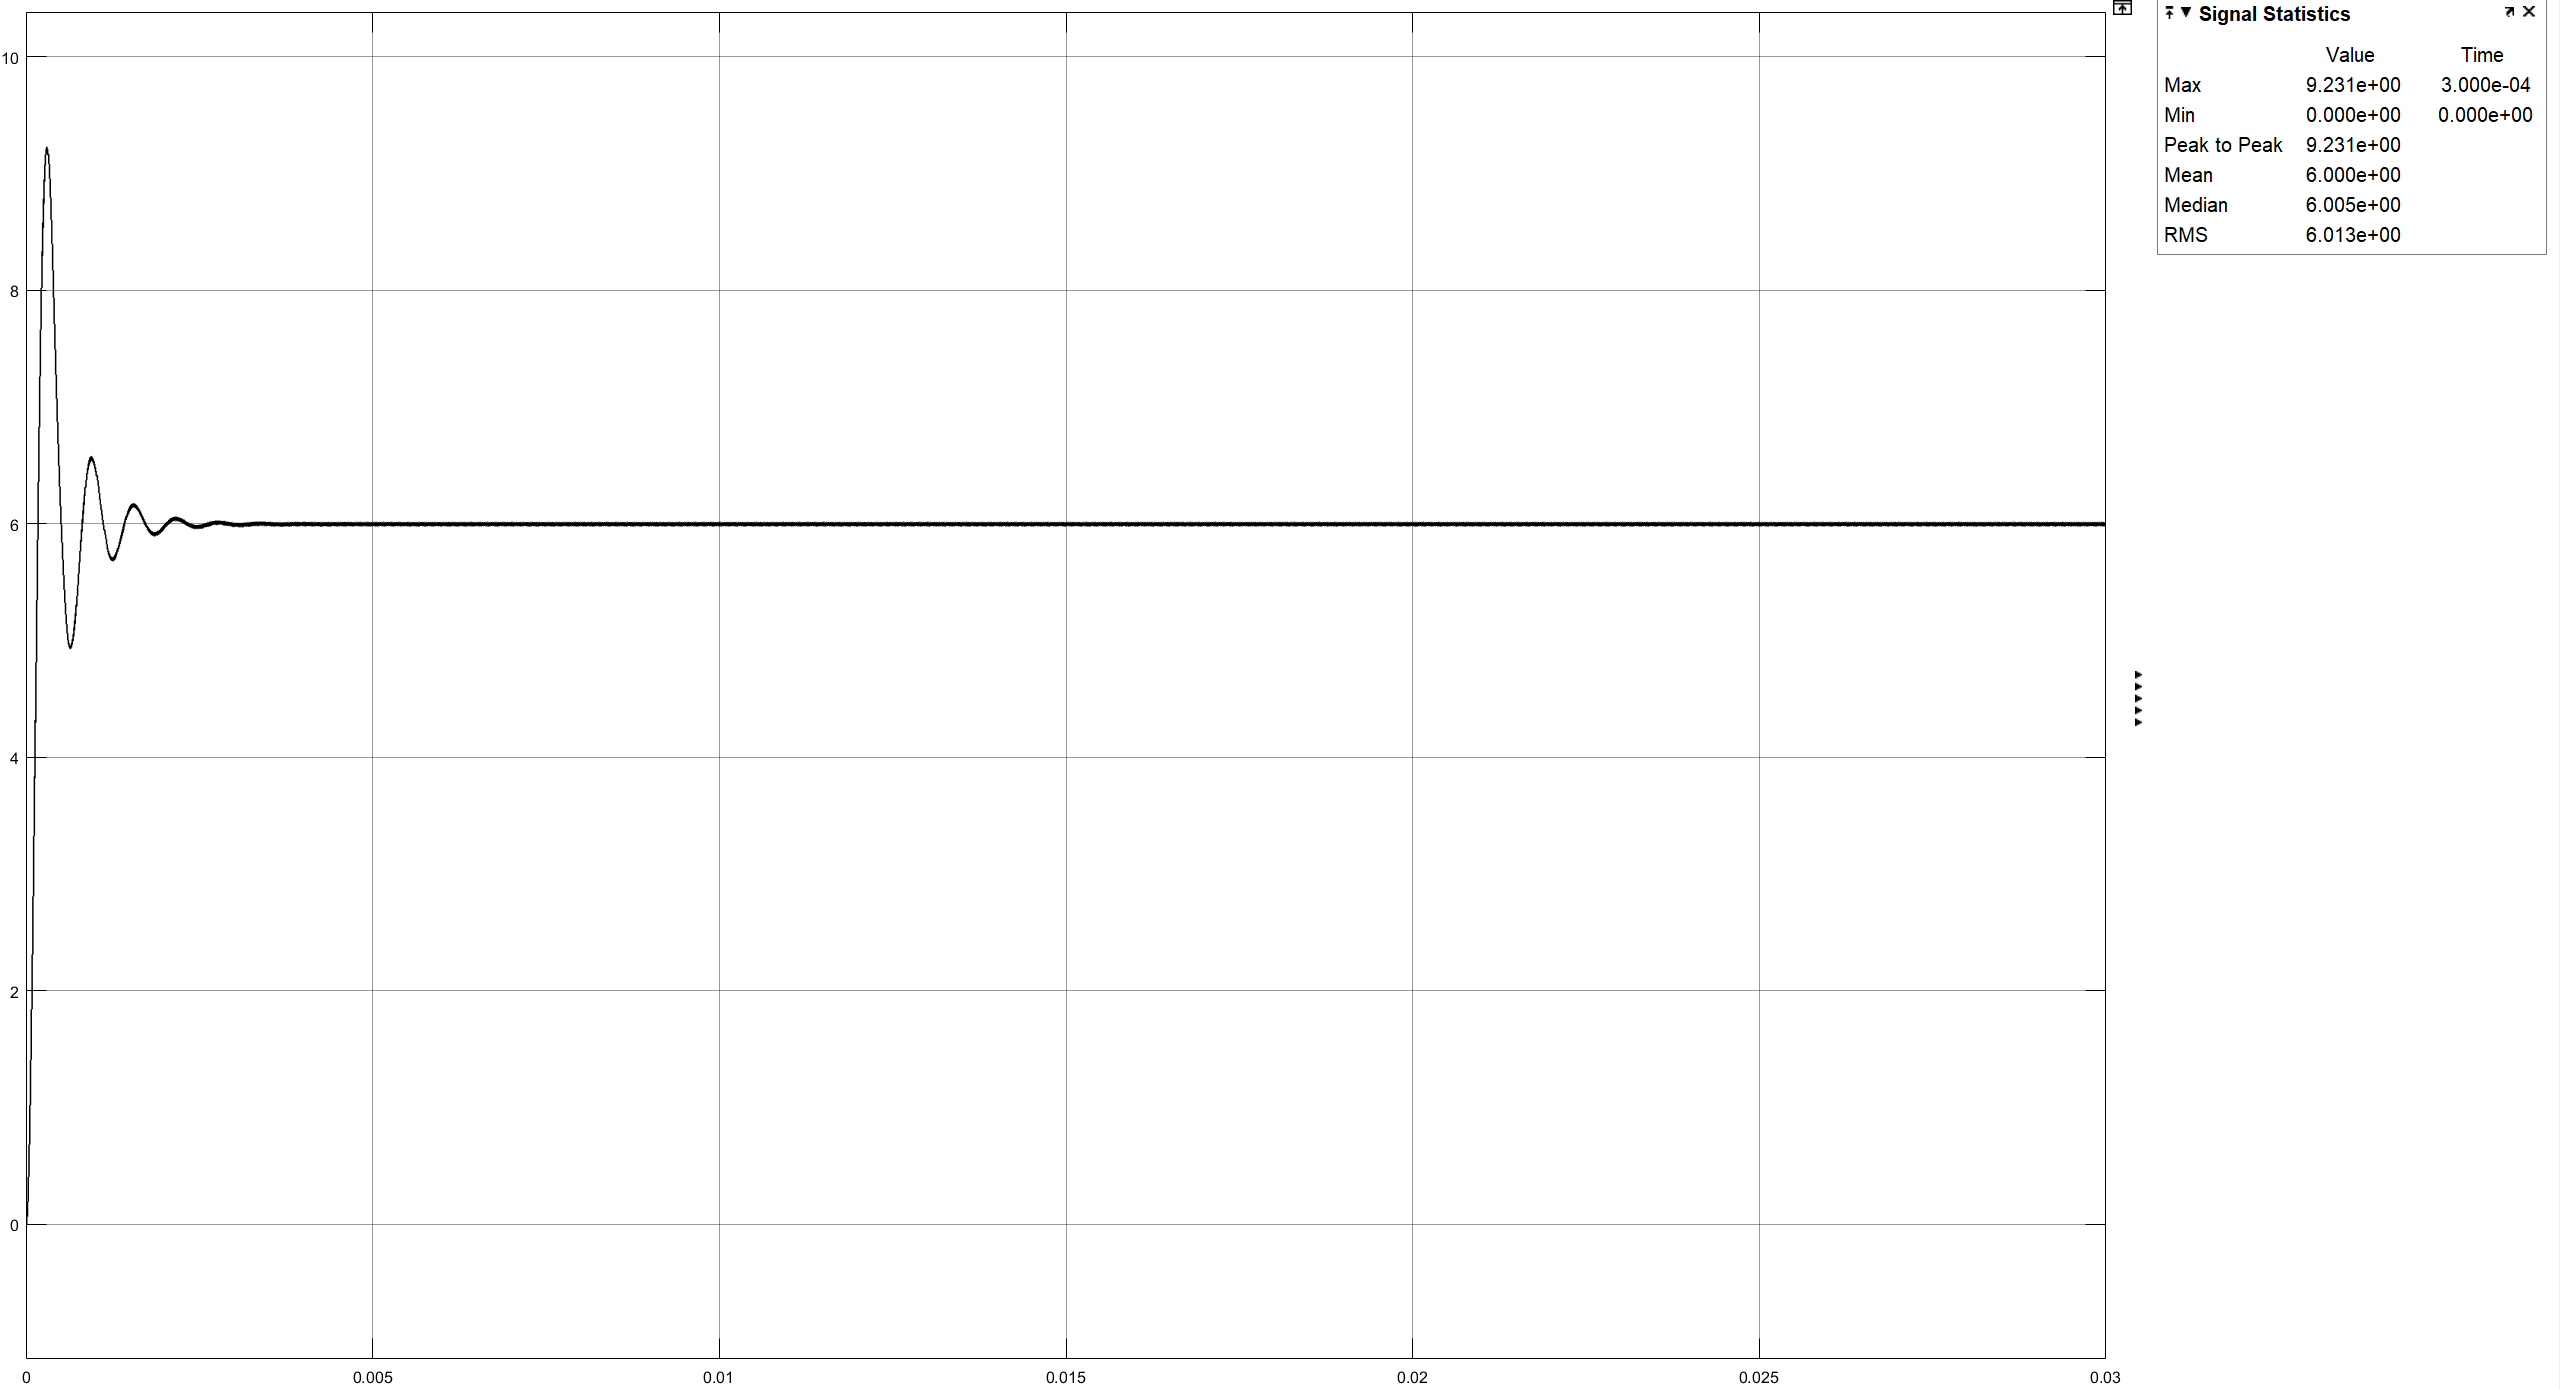 10
8
6
4
2
0
0 0.005 0.01 0.015 0.02 0.025 0.03
Signal Statistics
Value Time
Max 9.231e+00 3.000e-04
Min 0.000e+00 0.000e+00
Peak to Peak 9.231e+00
Mean 6.000e+00
Median 6.005e+00
RMS 6.013e+00